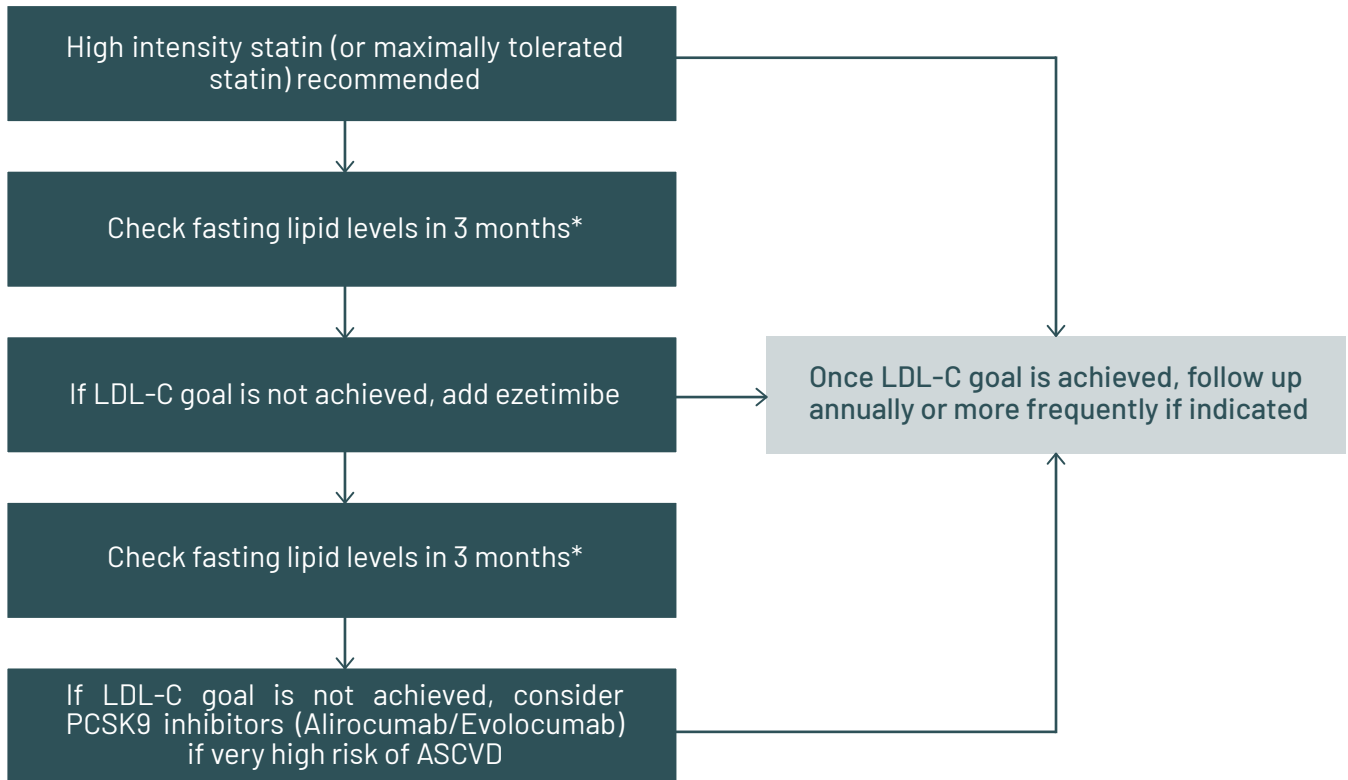 High intensity statin (or maximally tolerated
statin) recommended
Check fasting lipid levels in 3 months*
If LDL-C goal is not achieved, add ezetimibe
Once LDL-C goal is achieved, follow up
annually or more frequently if indicated
Check fasting lipid levels in 3 months*
If LDL-C goal is not achieved, consider
PCSK9 inhibitors (Alirocumab/Evolocumab)
if very high risk of ASCVD